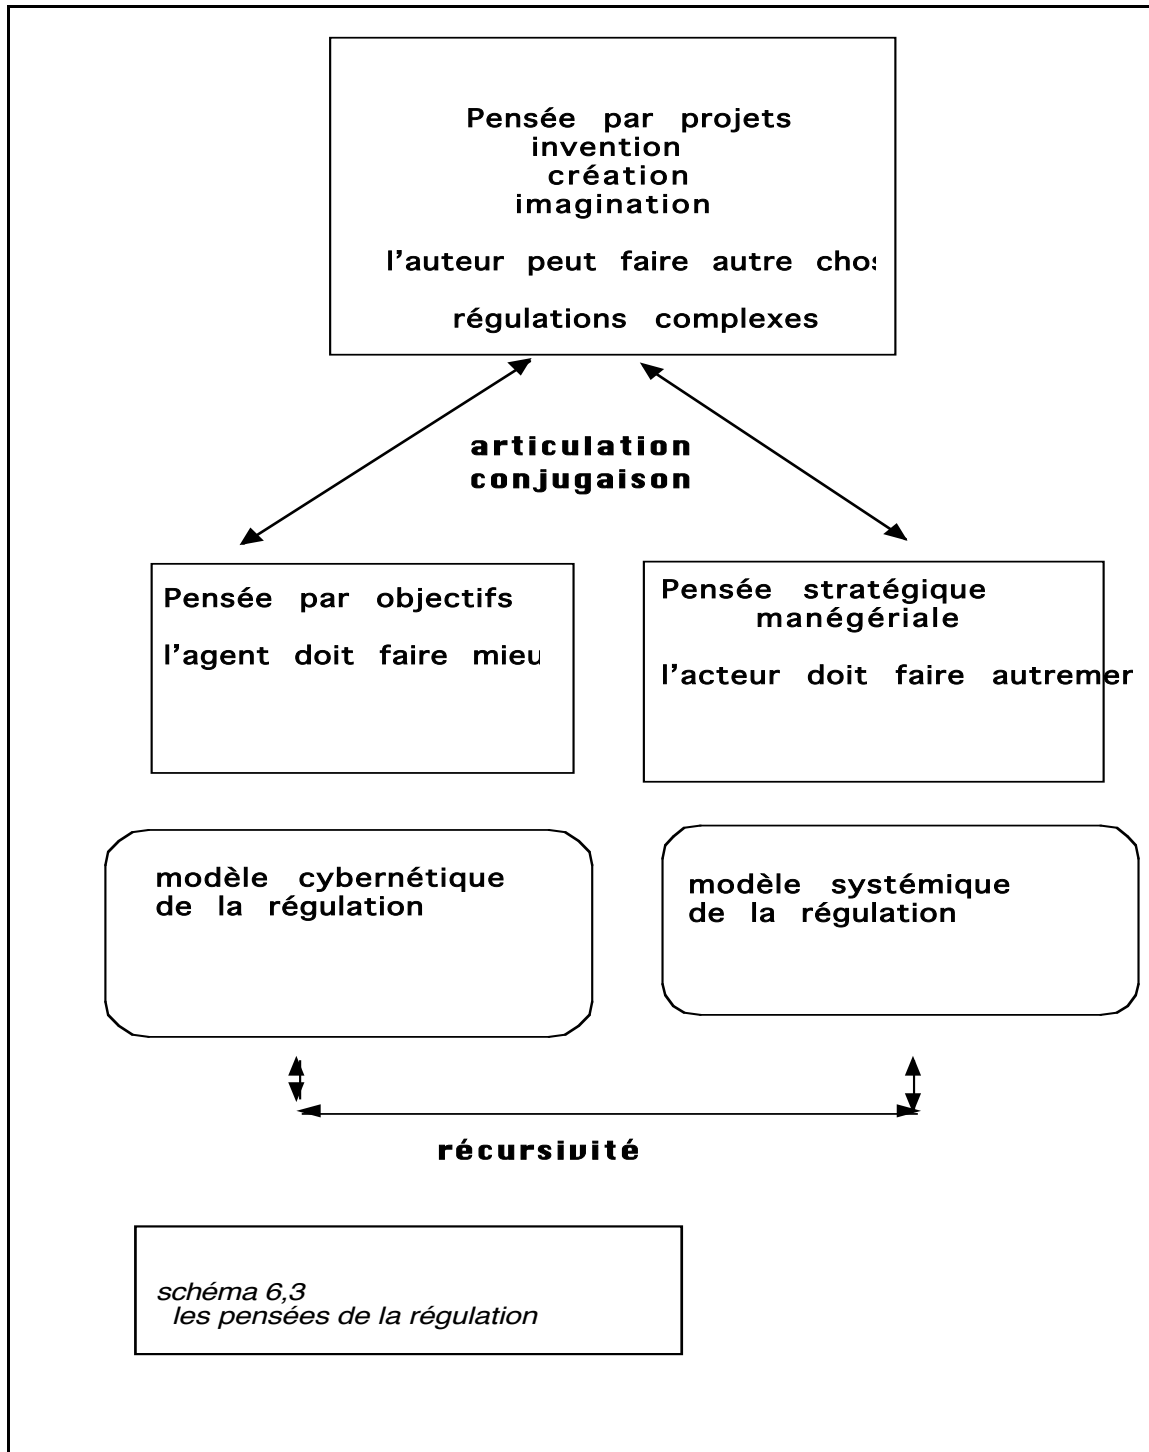 Pensée par projets
invention
création
imagination
l'auteur peut faire autre chos
régulations complexes
articulation
conjugaison
Pensée par objectifs
l'agent doit faire mieu
Pensée stratégique
manégériale
l'acteur doit faire autremer
modèle cybernétique
de la régulation
modèle systémique
de la régulation
récursivité
schéma 6,3
les pensées de la régulation